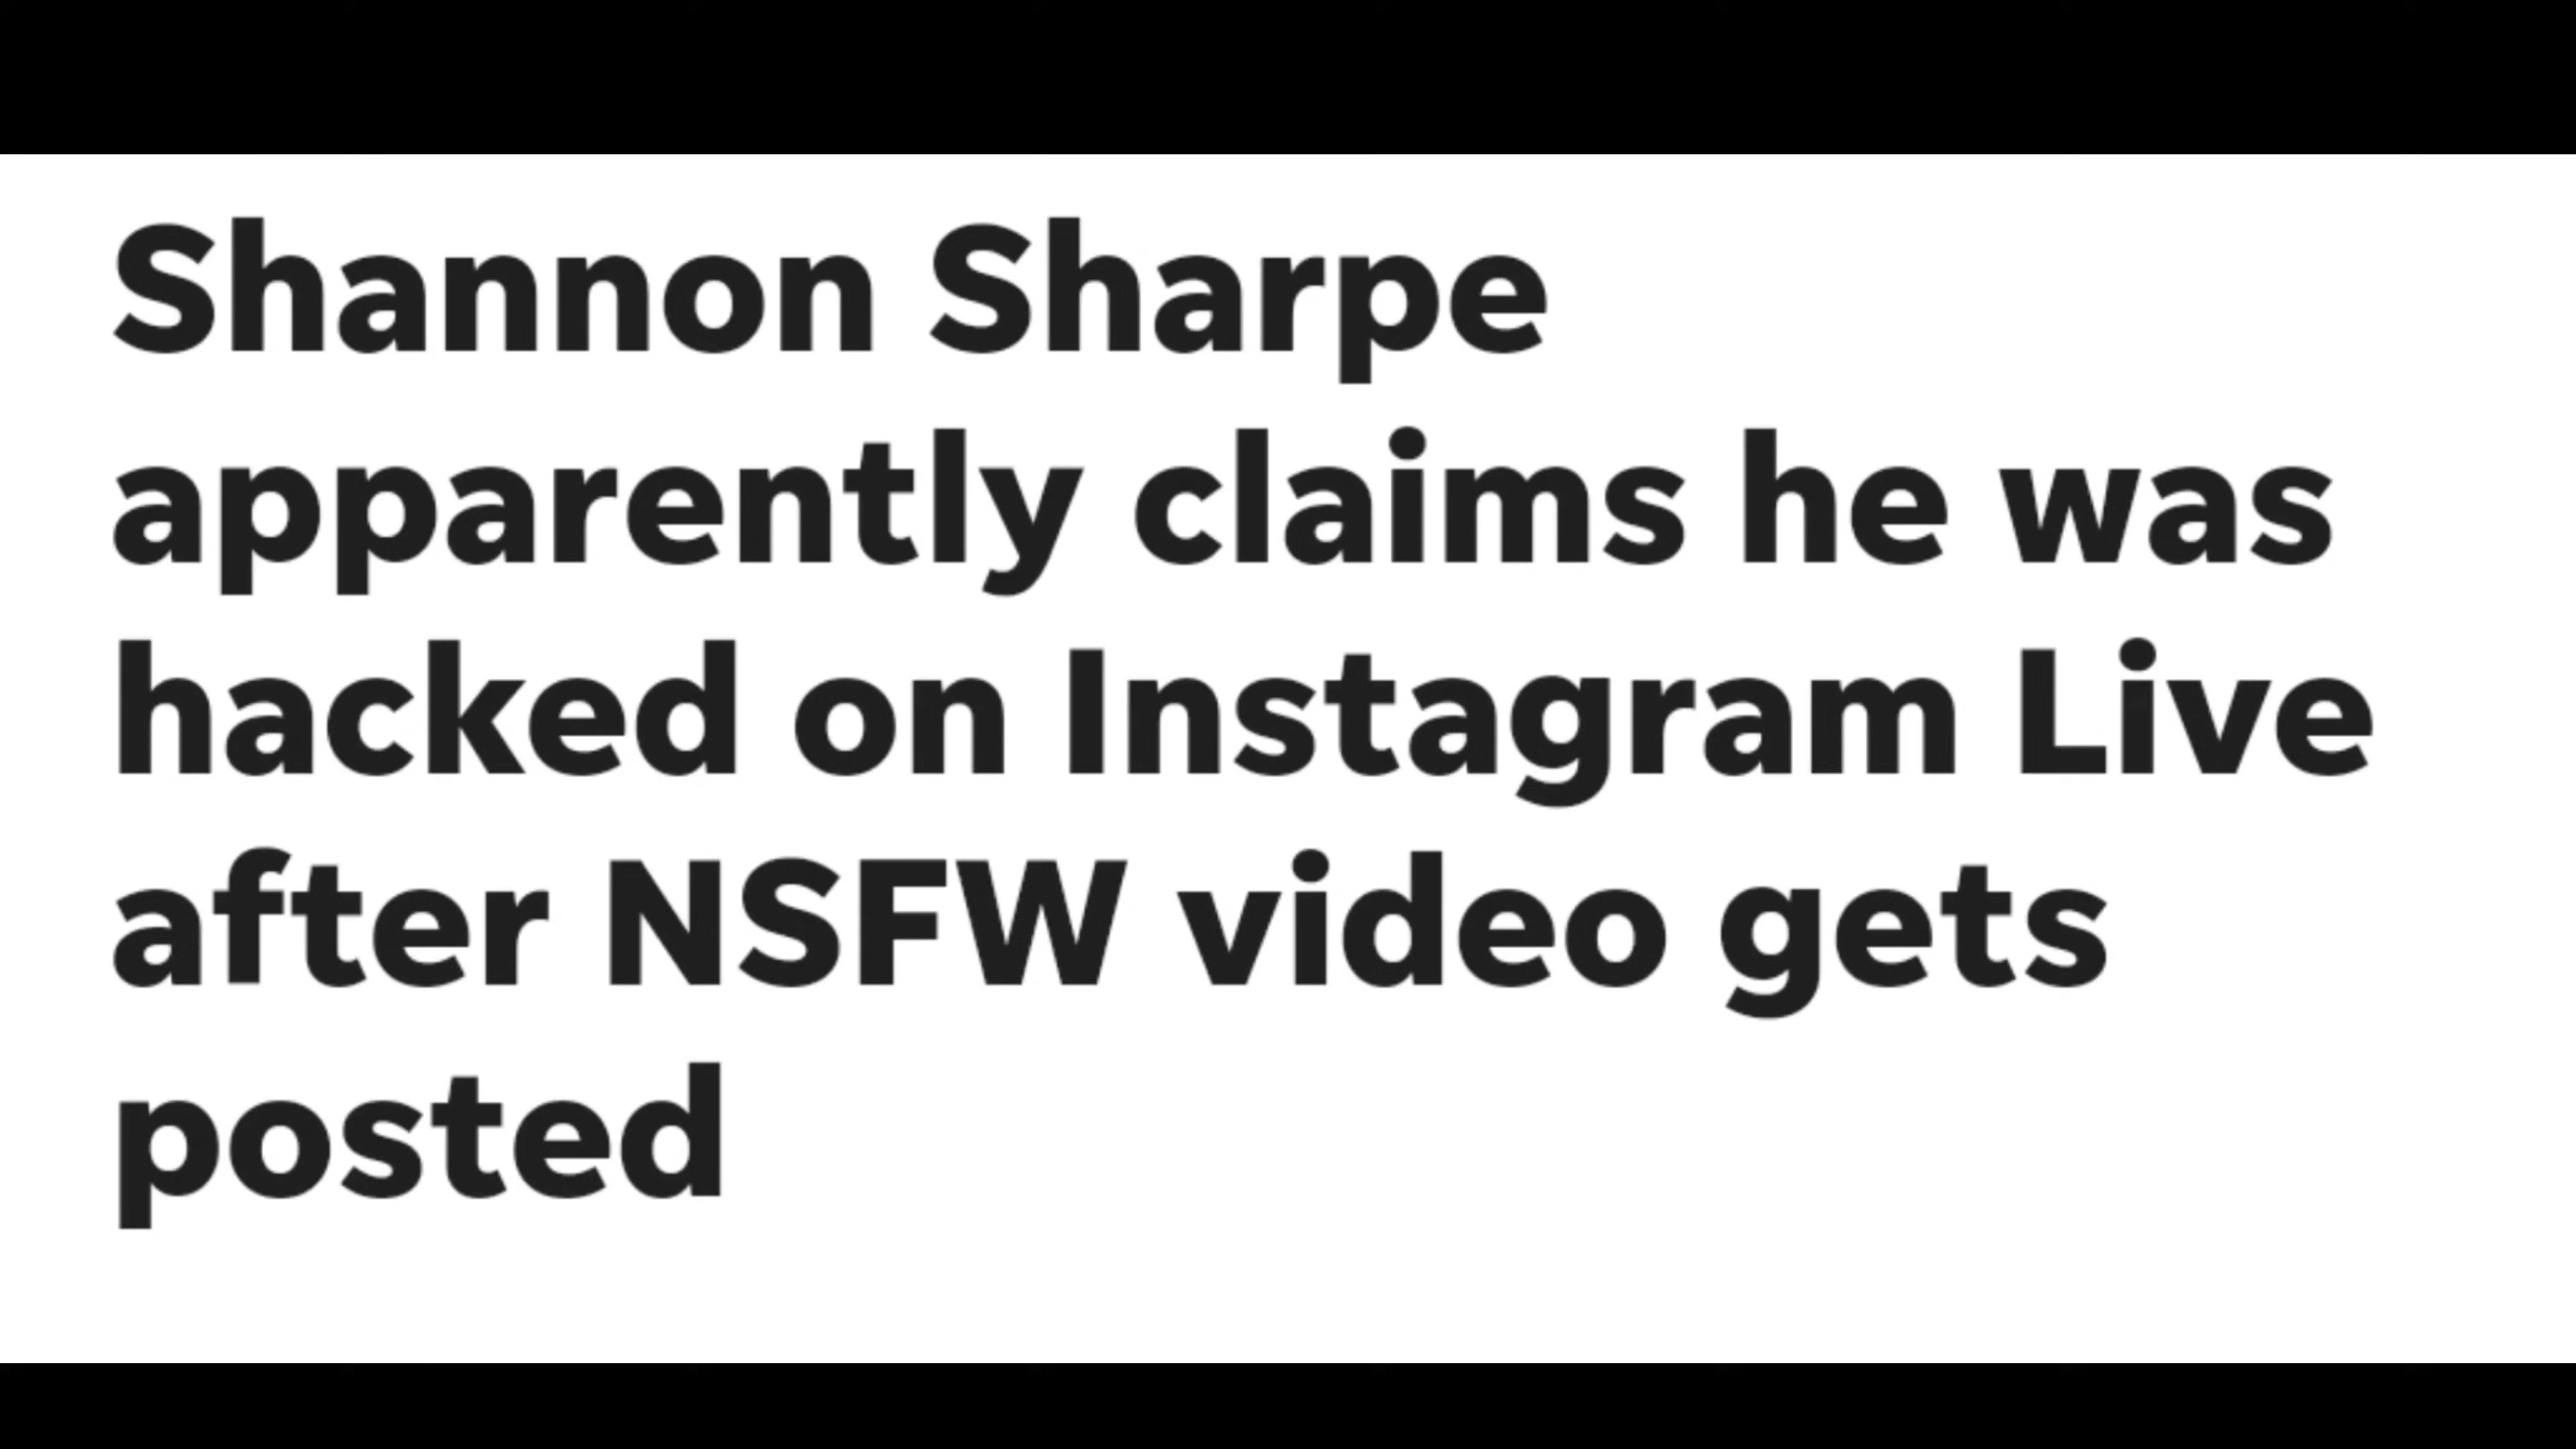 Shannon Sharpe
apparently claims he was
hacked on Instagram Live
after NSFW video gets
posted